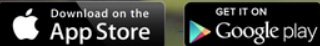 Download on the
App Store
GET IT ON
Google play